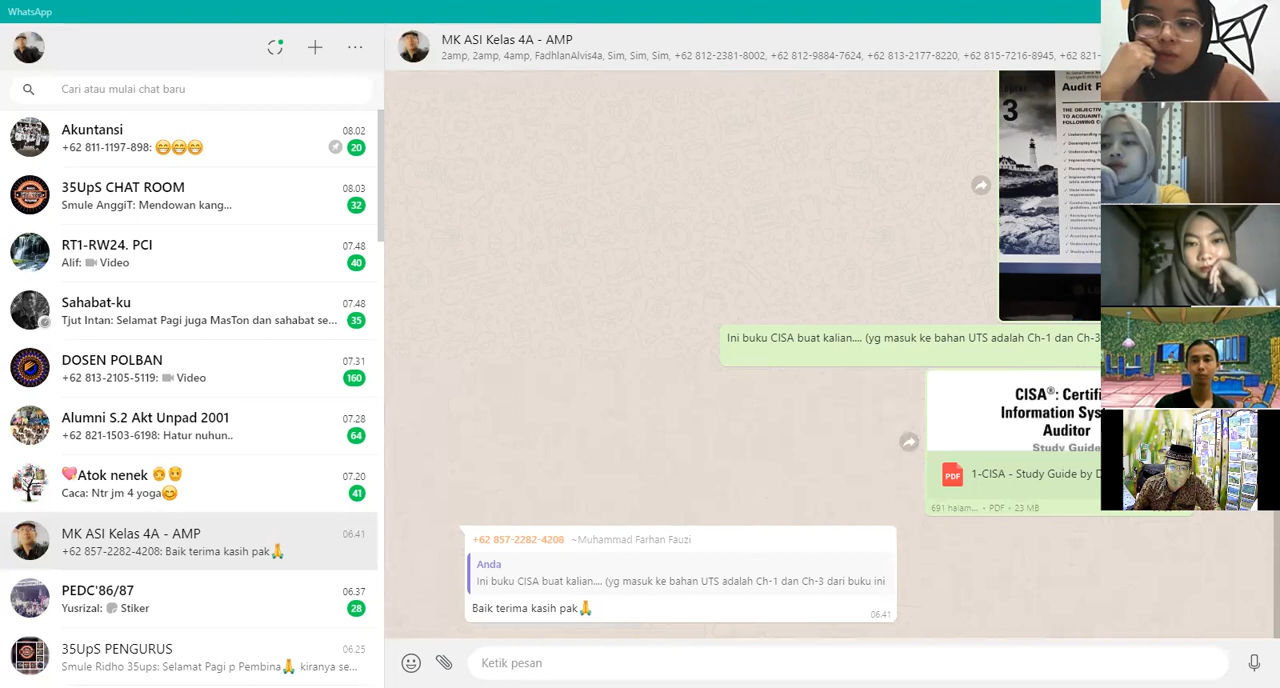 WhatsApp
Cari atau mulai chat baru
Akuntansi
08.02
+62 811-1197-898: 😁😁😁
20
35UpS CHAT ROOM
08.03
Smule AnggiT: Mendowan kang...
32
RT1-RW24. PCI
07.48
Alif: Video
40
Sahabat-ku
07.48
Tjut Intan: Selamat Pagi juga MasTon dan sahabat se...
35
DOSEN POLBAN
07.31
+62 813-2105-5119: Video
160
Alumni S.2 Akt Unpad 2001
07.28
+62 821-1503-6198: Hatur nuhun..
64
Atok nenek
07.20
Caca: Ntr jm 4 yoga😊
41
MK ASI Kelas 4A - AMP
06.41
+62 857-2282-4208: Baik terima kasih pak🙏
PEDC'86/87
06.37
Yusrizal: Stiker
28
35UpS PENGURUS
06.25
Smule Ridho 35ups: Selamat Pagi p Pembina🙏 kiranya se...
MK ASI Kelas 4A - AMP
2amp, 2amp, 4amp, FadhlanAlvis4a, Sim, Sim, Sim, +62 812-2381-8002, +62 812-9884-7624, +62 813-2177-8220, +62 815-7216-8945, +62 821-
3
Audit P
THE OBJECTIV
TO ACQUAINT
FOLLOWING C
Ini buku CISA buat kalian.... (yg masuk ke bahan UTS adalah Ch-1 dan Ch-3
CISA®: Certifi
Information Sys
Auditor
Study Guide
PDF
1-CISA - Study Guide by D
691 halam... • PDF • 23 MB
+62 857-2282-4208 ~Muhammad Farhan Fauzi
Anda
Ini buku CISA buat kalian.... (yg masuk ke bahan UTS adalah Ch-1 dan Ch-3 dari buku ini
Baik terima kasih pak🙏
06.41
Ketik pesan